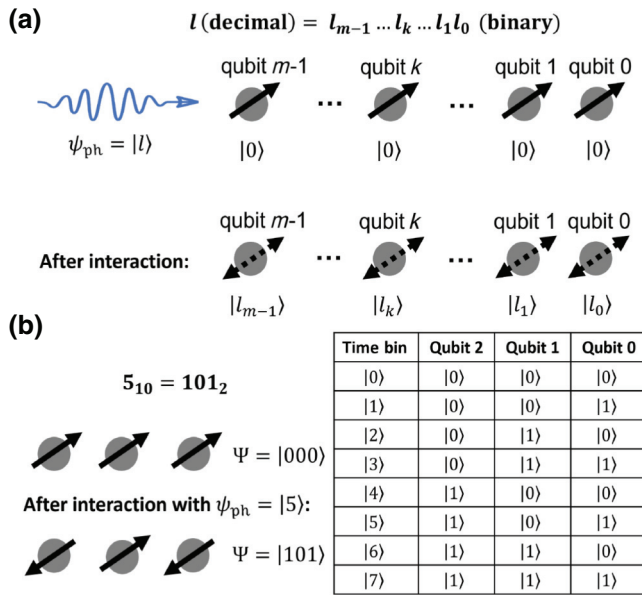 (a)
l (decimal) = l_{m−1} … l_k … l_1 l_0 (binary)
qubit m-1 qubit k qubit 1 qubit 0
… …
ψ_ph = |l⟩ |0⟩ |0⟩ |0⟩ |0⟩
qubit m-1 qubit k qubit 1 qubit 0
After interaction: … …
|l_{m−1}⟩ |l_k⟩ |l_1⟩ |l_0⟩
(b)
5_{10} = 101_2
Ψ = |000⟩
After interaction with ψ_ph = |5⟩:
Ψ = |101⟩
Time bin Qubit 2 Qubit 1 Qubit 0
|0⟩ |0⟩ |0⟩ |0⟩
|1⟩ |0⟩ |0⟩ |1⟩
|2⟩ |0⟩ |1⟩ |0⟩
|3⟩ |0⟩ |1⟩ |1⟩
|4⟩ |1⟩ |0⟩ |0⟩
|5⟩ |1⟩ |0⟩ |1⟩
|6⟩ |1⟩ |1⟩ |0⟩
|7⟩ |1⟩ |1⟩ |1⟩